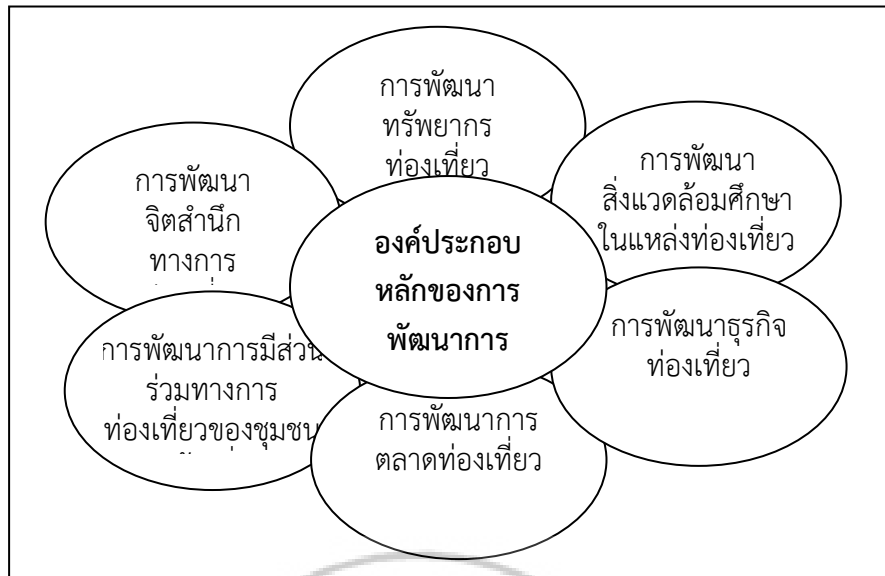 การพัฒนา
ทรัพยากร
ท่องเที่ยว
การพัฒนา
สิ่งแวดล้อมศึกษา
ในแหล่งท่องเที่ยว
การพัฒนา
จิตสำนึก
ทางการ
องค์ประกอบ
หลักของการ
พัฒนาการ
การพัฒนาธุรกิจ
ท่องเที่ยว
การพัฒนาการมีส่วน
ร่วมทางการ
ท่องเที่ยวของชุมชน
การพัฒนาการ
ตลาดท่องเที่ยว